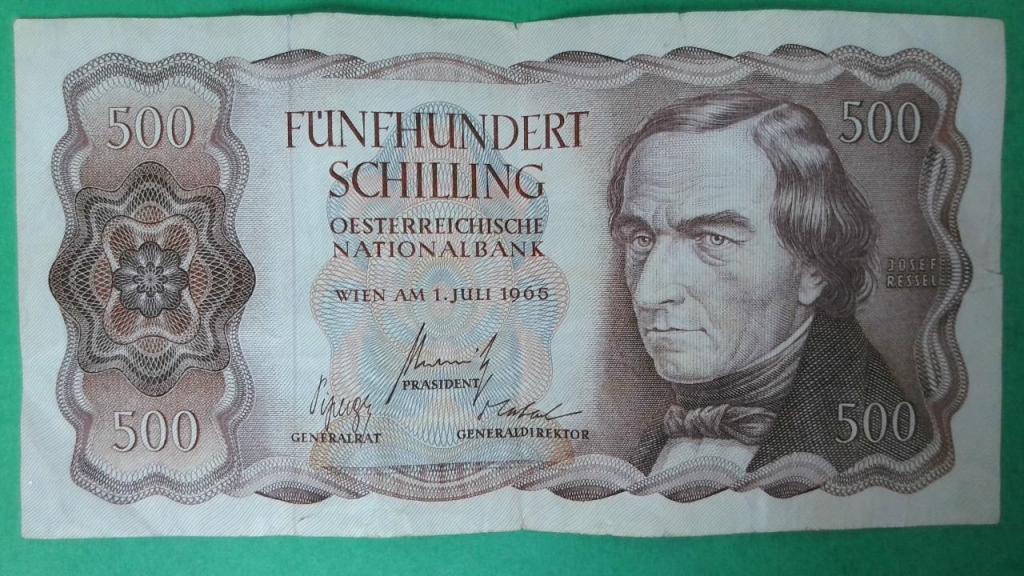 500
500
FÜNFHUNDERT
SCHILLING
OESTERREICHISCHE
NATIONALBANK
JOSEF
RESSEL
WIEN AM 1. JULI 1965
PRÄSIDENT
GENERALRAT
GENERALDIREKTOR
500
500